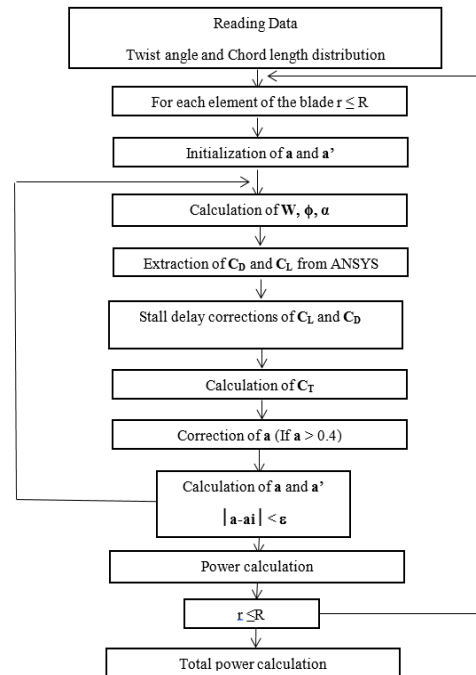 Reading Data
Twist angle and Chord length distribution
For each element of the blade r ≤ R
Initialization of a and a’
Calculation of W, ϕ, α
Extraction of CD and CL from ANSYS
Stall delay corrections of CL and CD
Calculation of CT
Correction of a (If a > 0.4)
Calculation of a and a’
|a-ai| < ε
Power calculation
r ≤R
Total power calculation